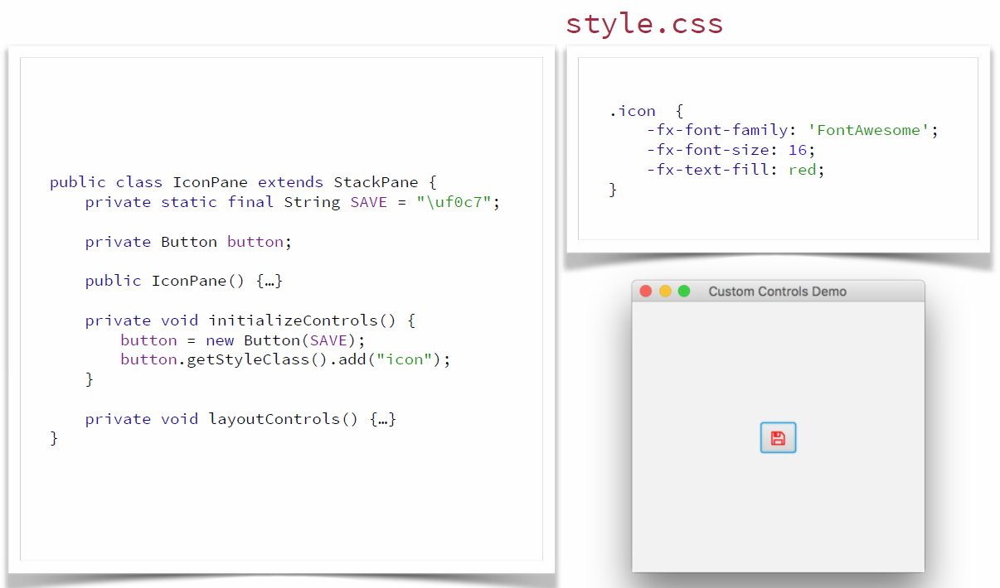 style.css
public class IconPane extends StackPane {
    private static final String SAVE = "\uf0c7";
    private Button button;
    public IconPane() {…}
    private void initializeControls() {
        button = new Button(SAVE);
        button.getStyleClass().add("icon");
    }
    private void layoutControls() {…}
}
.icon  {
    -fx-font-family: 'FontAwesome';
    -fx-font-size: 16;
    -fx-text-fill: red;
}
Custom Controls Demo